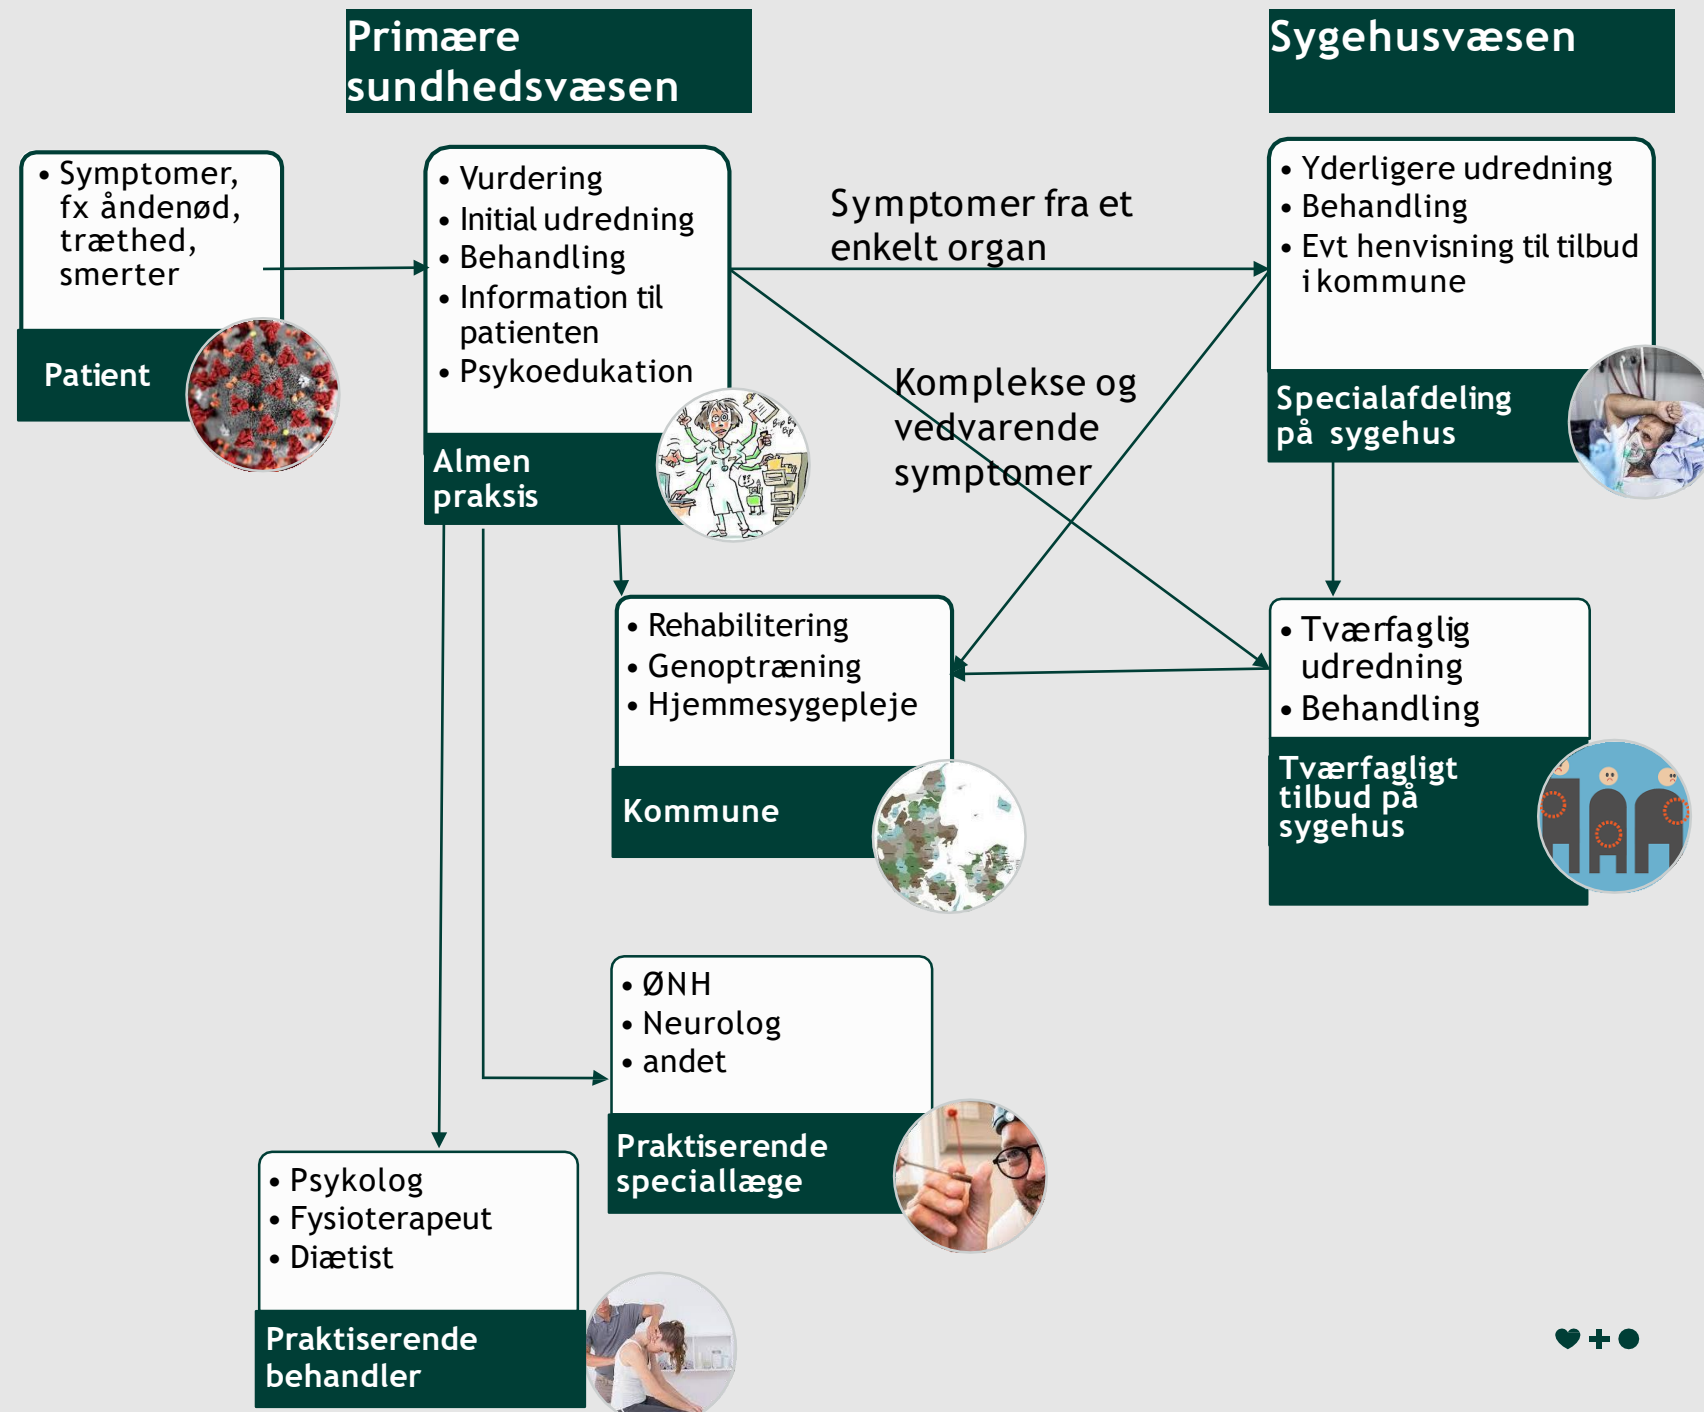 Primære
sundhedsvæsen
Sygehusvæsen
• Symptomer,
fx åndenød,
træthed,
smerter
Patient
• Vurdering
• Initial udredning
• Behandling
• Information til
patienten
• Psykoedukation
Almen
praksis
Symptomer fra et
enkelt organ
Komplekse og
vedvarende
symptomer
• Yderligere udredning
• Behandling
• Evt henvisning til tilbud
i kommune
Specialafdeling
på sygehus
• Rehabilitering
• Genoptræning
• Hjemmesygepleje
Kommune
• Tværfaglig
udredning
• Behandling
Tværfagligt
tilbud på
sygehus
• ØNH
• Neurolog
• andet
Praktiserende
speciallæge
• Psykolog
• Fysioterapeut
• Diætist
Praktiserende
behandler